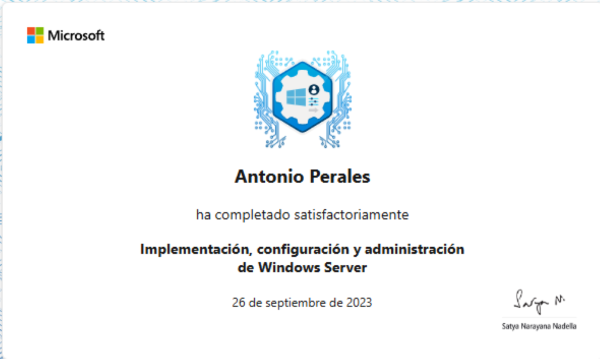 Microsoft
Antonio Perales
ha completado satisfactoriamente
Implementación, configuración y administración
de Windows Server
26 de septiembre de 2023
Satya N.
Satya Narayana Nadella